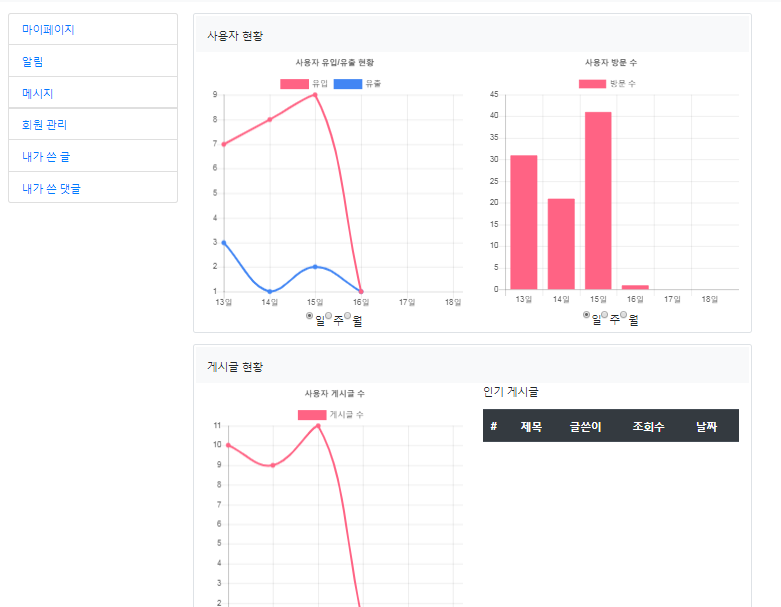 마이페이지
알림
메시지
회원 관리
내가 쓴 글
내가 쓴 댓글
사용자 현황
사용자 유입/유출 현황
유입 유출
9
8
7
6
5
4
3
2
1
13일 14일 15일 16일 17일 18일
일 주 월
사용자 방문 수
방문 수
45
40
35
30
25
20
15
10
5
0
13일 14일 15일 16일 17일 18일
일 주 월
게시글 현황
사용자 게시글 수
게시글 수
11
10
9
8
7
6
5
4
3
2
인기 게시글
# 제목 글쓴이 조회수 날짜